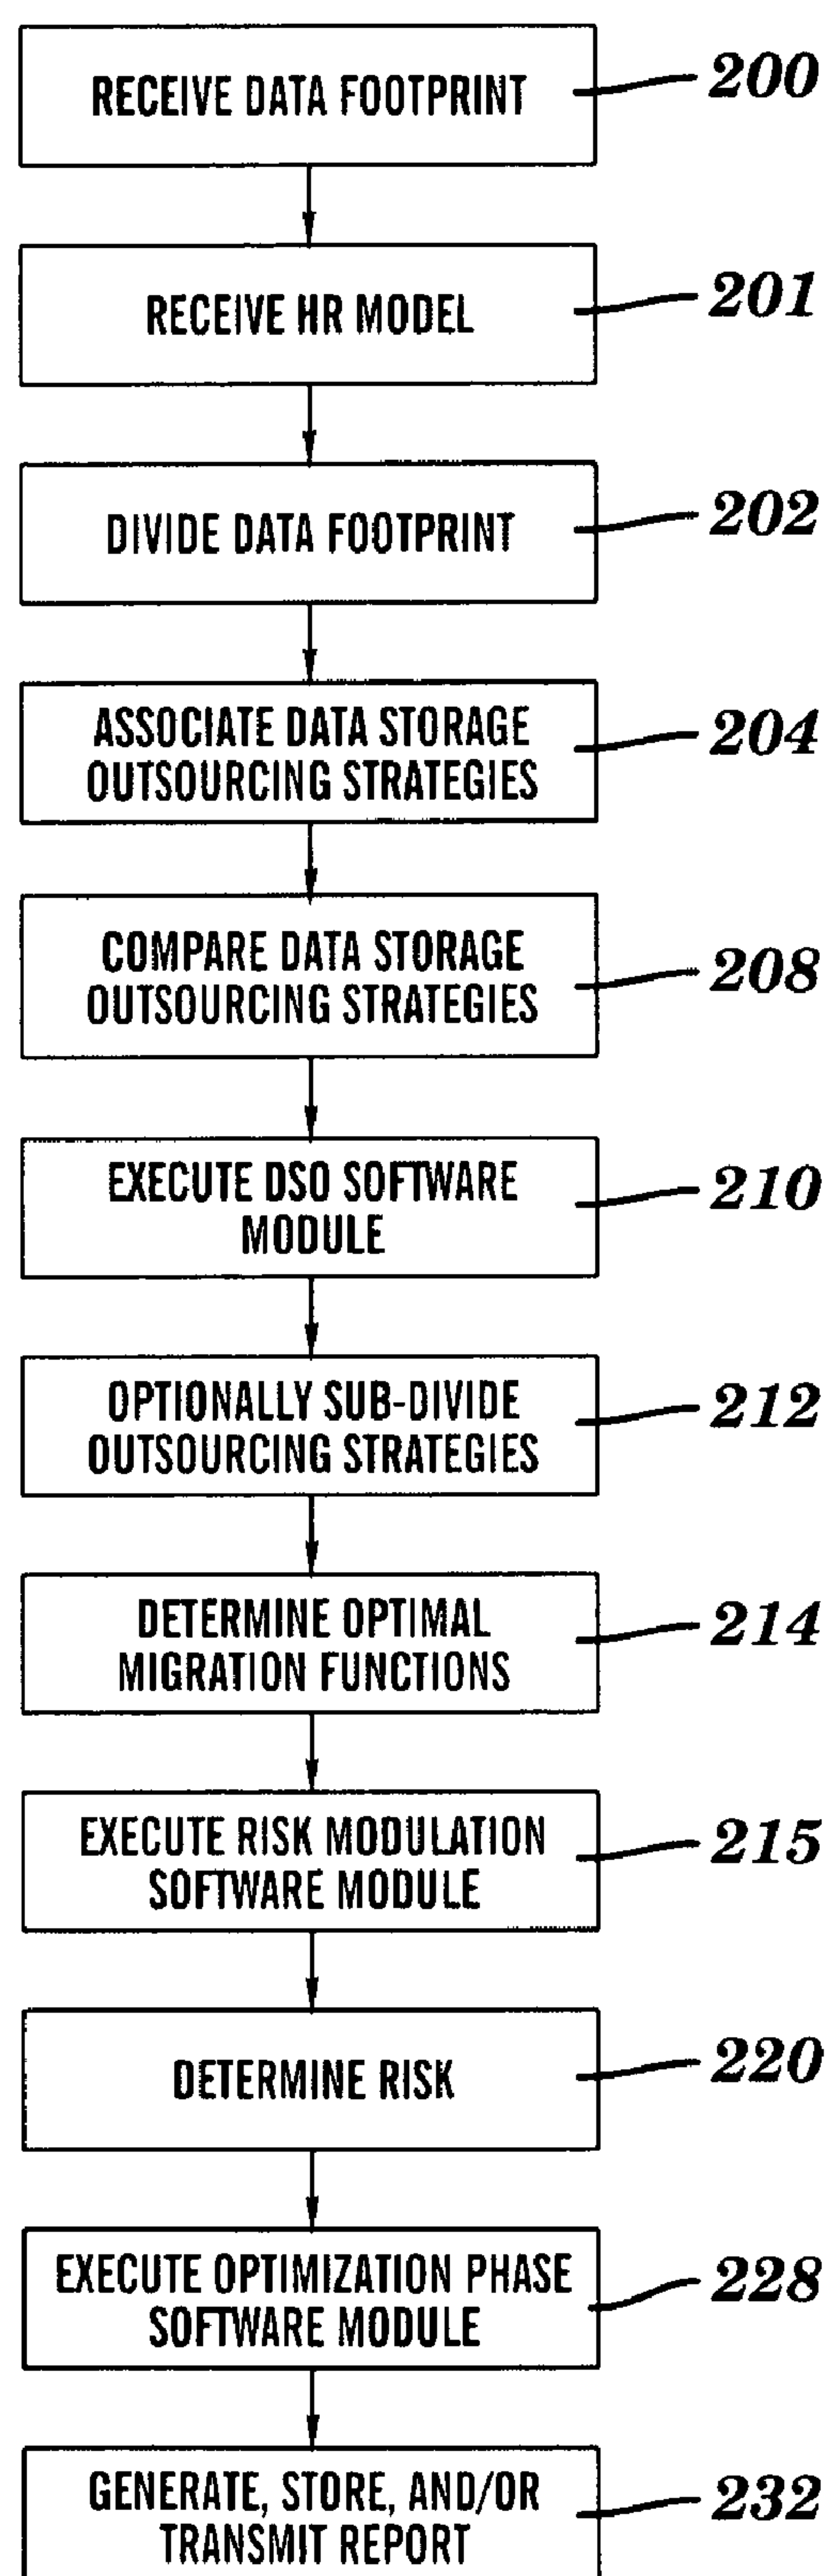 RECEIVE DATA FOOTPRINT
200
RECEIVE HR MODEL
201
DIVIDE DATA FOOTPRINT
202
ASSOCIATE DATA STORAGE
OUTSOURCING STRATEGIES
204
COMPARE DATA STORAGE
OUTSOURCING STRATEGIES
208
EXECUTE DSO SOFTWARE
MODULE
210
OPTIONALLY SUB-DIVIDE
OUTSOURCING STRATEGIES
212
DETERMINE OPTIMAL
MIGRATION FUNCTIONS
214
EXECUTE RISK MODULATION
SOFTWARE MODULE
215
DETERMINE RISK
220
EXECUTE OPTIMIZATION PHASE
SOFTWARE MODULE
228
GENERATE, STORE, AND/OR
TRANSMIT REPORT
232